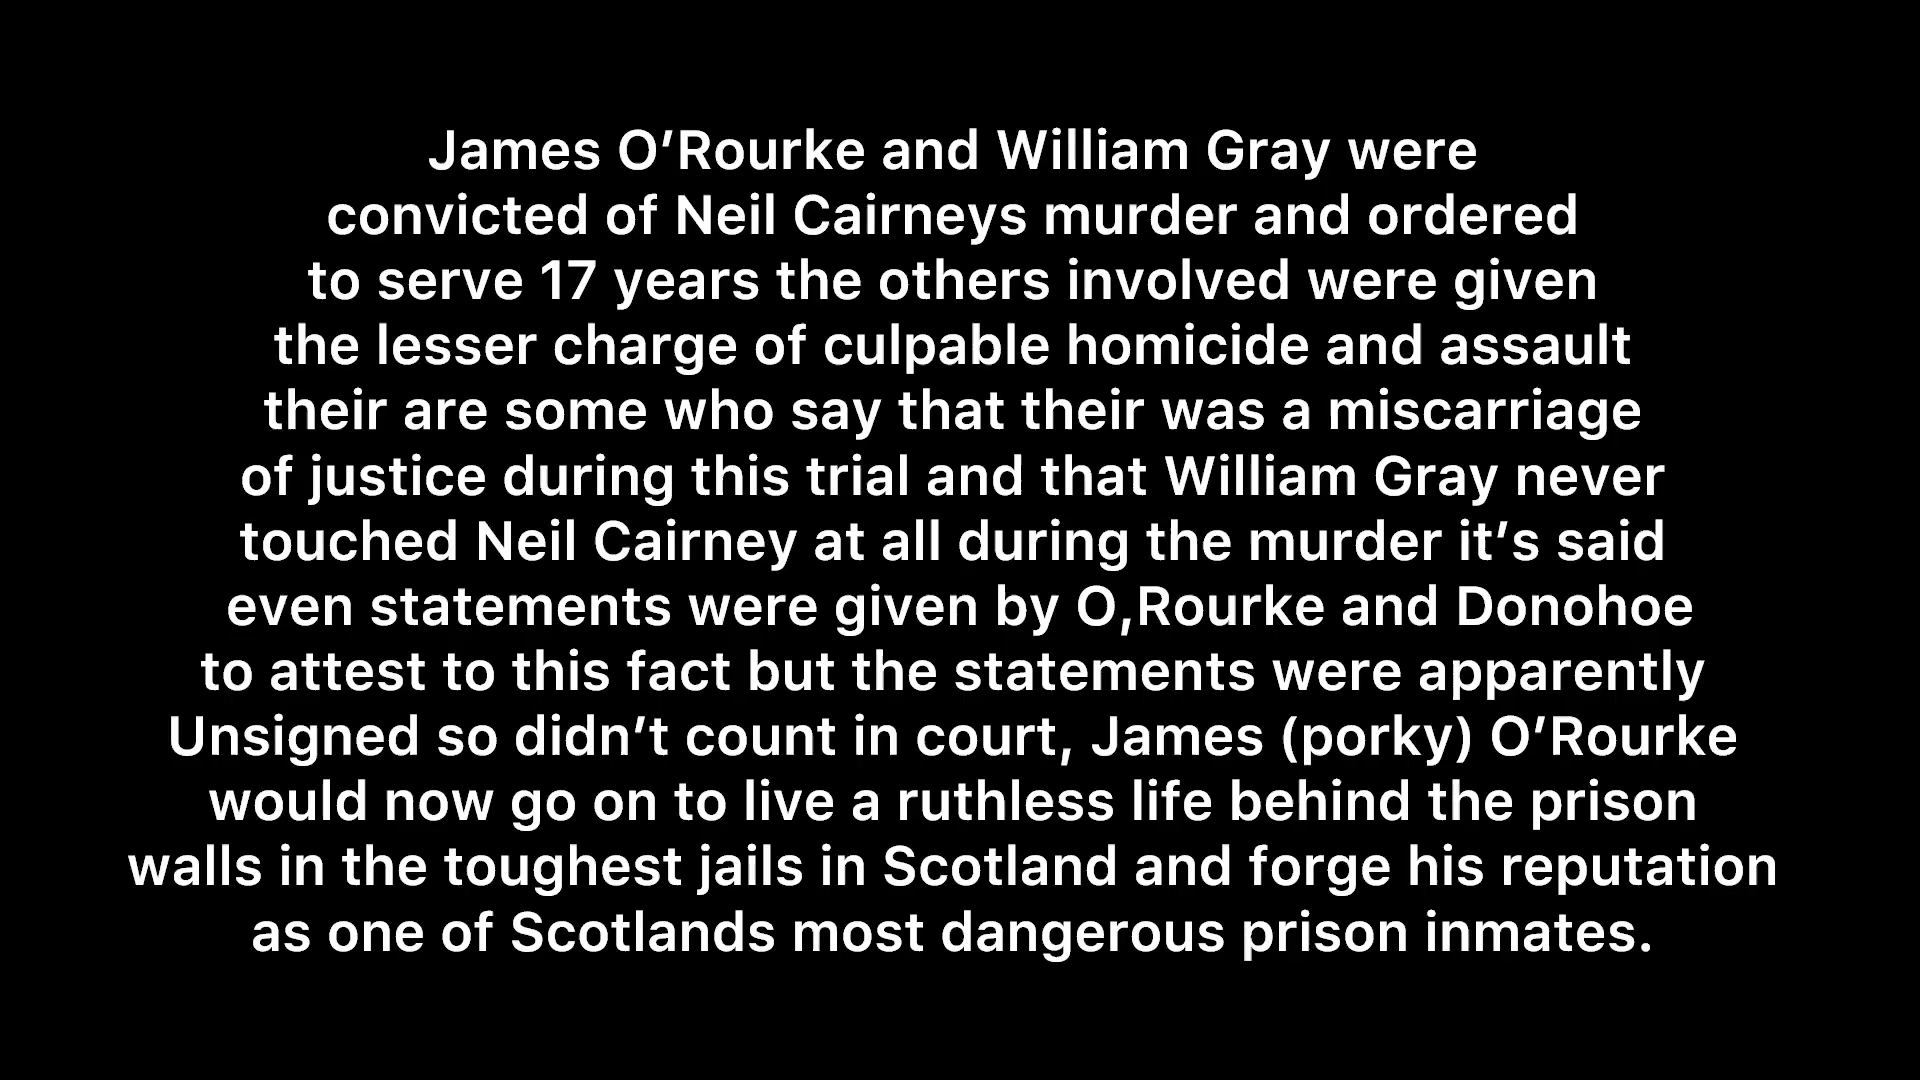 James O’Rourke and William Gray were
convicted of Neil Cairneys murder and ordered
to serve 17 years the others involved were given
the lesser charge of culpable homicide and assault
their are some who say that their was a miscarriage
of justice during this trial and that William Gray never
touched Neil Cairney at all during the murder it’s said
even statements were given by O,Rourke and Donohoe
to attest to this fact but the statements were apparently
Unsigned so didn’t count in court, James (porky) O’Rourke
would now go on to live a ruthless life behind the prison
walls in the toughest jails in Scotland and forge his reputation
as one of Scotlands most dangerous prison inmates.